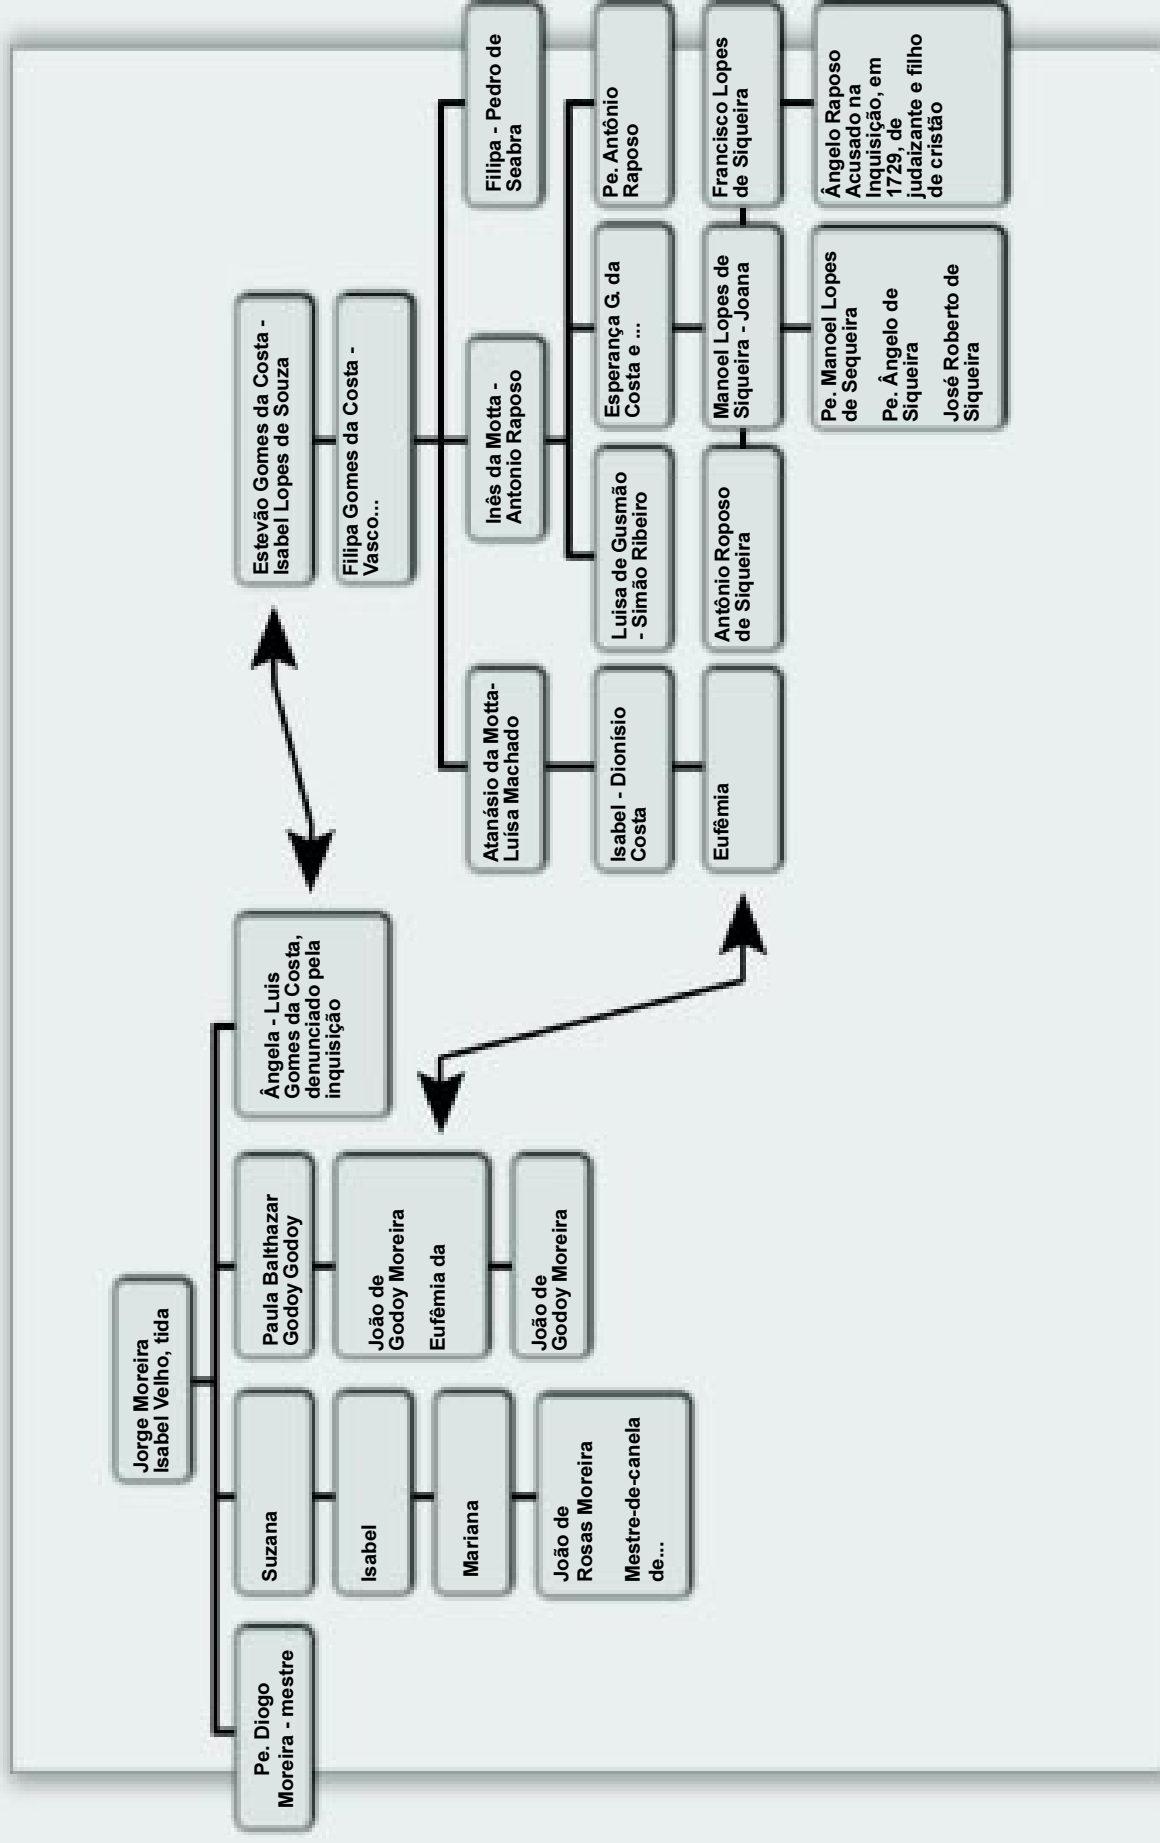 Jorge Moreira
Isabel Velho, tida
Pe. Diogo
Moreira - mestre
Suzana
Isabel
Mariana
João de
Rosas Moreira
Mestre-de-canela
de...
Paula Balthazar
Godoy Godoy
João de
Godoy Moreira
Eufêmia da
João de
Godoy Moreira
Ângela - Luis
Gomes da Costa,
denunciado pela
inquisição
Estevão Gomes da Costa -
Isabel Lopes de Souza
Filipa Gomes da Costa -
Vasco...
Atanásio da Motta-
Luísa Machado
Inês da Motta -
Antonio Raposo
Filipa - Pedro de
Seabra
Isabel - Dionísio
Costa
Luisa de Gusmão
- Simão Ribeiro
Esperança G. da
Costa e ...
Pe. Antônio
Raposo
Eufêmia
Antônio Roposo
de Siqueira
Manoel Lopes de
Siqueira - Joana
Francisco Lopes
de Siqueira
Pe. Manoel Lopes
de Sequeira
Pe. Ângelo de
Siqueira
José Roberto de
Siqueira
Ângelo Raposo
Acusado na
Inquisição, em
1729, de
judaizante e filho
de cristão